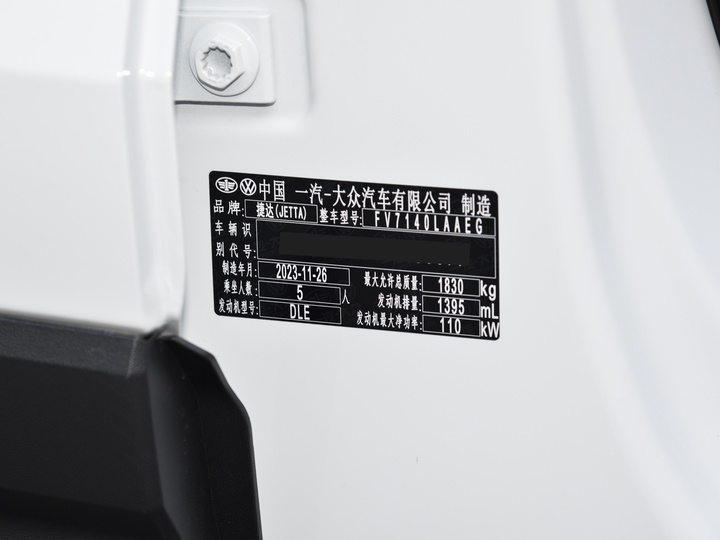 中国 一汽-大众汽车有限公司 制造
品牌: 捷达(JETTA) 整车型号: FV7140LAAEG
车辆识
别代号:
制造年月: 2023-11-26 最大允许总质量: 1830 kg
乘坐人数: 5 人 发动机排量: 1395 mL
发动机型号: DLE 发动机最大净功率: 110 kW